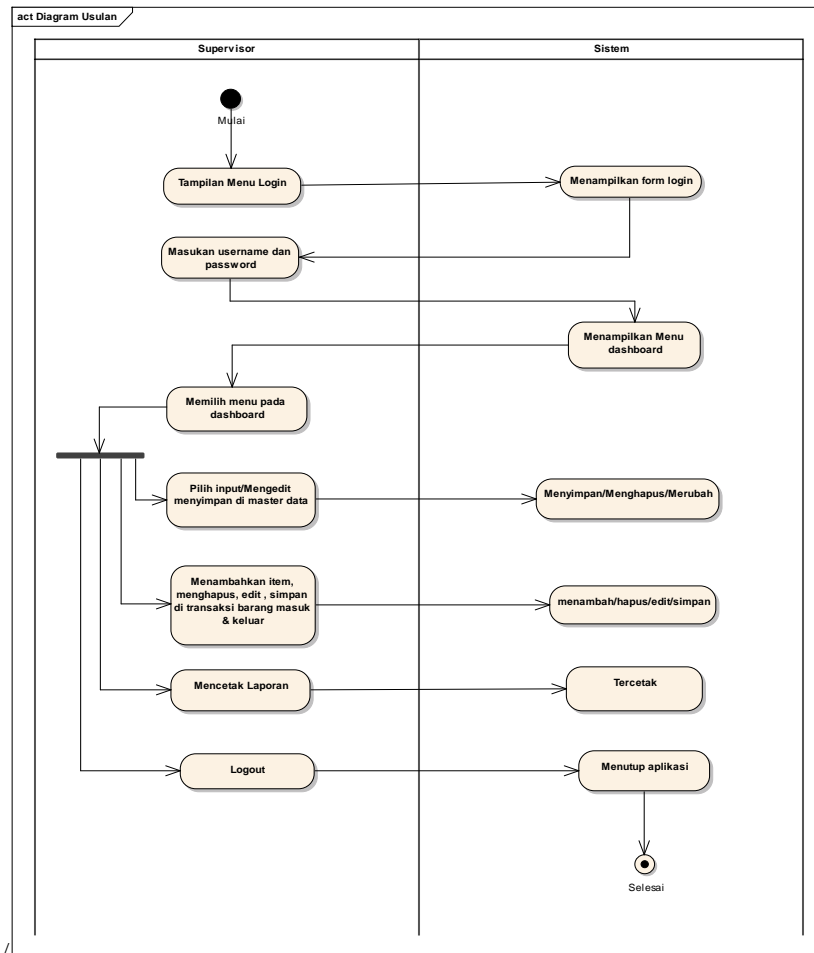 act Diagram Usulan
Supervisor
Sistem
Mulai
Tampilan Menu Login
Menampilkan form login
Masukan username dan
password
Menampilkan Menu
dashboard
Memilih menu pada
dashboard
Pilih input/Mengedit
menyimpan di master data
Menyimpan/Menghapus/Merubah
Menambahkan item,
menghapus, edit , simpan
di transaksi barang masuk
& keluar
menambah/hapus/edit/simpan
Mencetak Laporan
Tercetak
Logout
Menutup aplikasi
Selesai
/